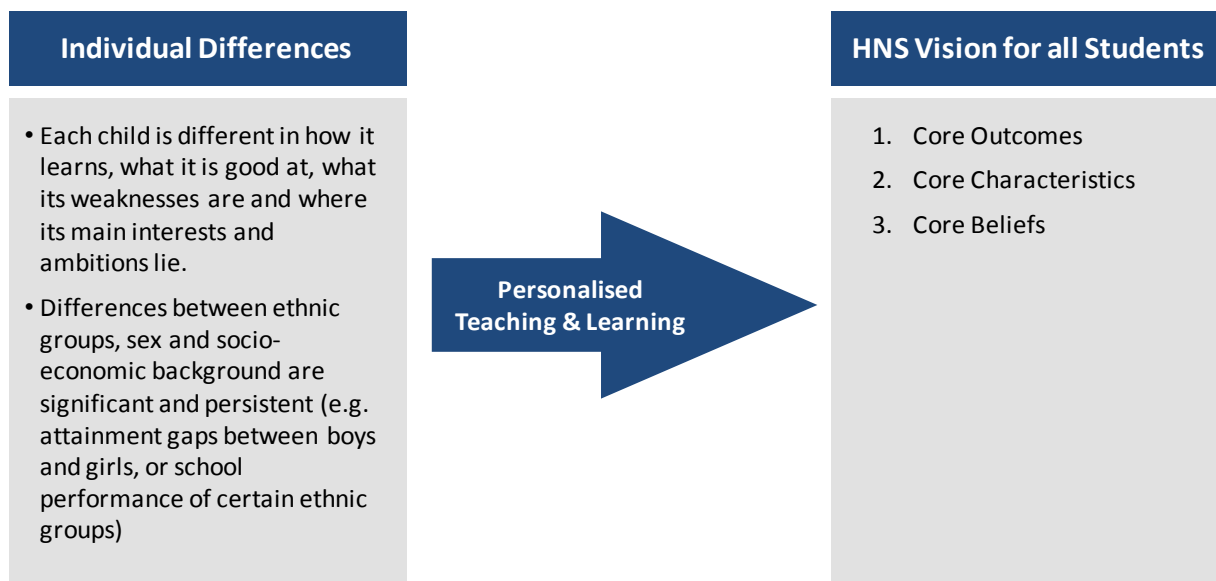 Individual Differences
• Each child is different in how it
learns, what it is good at, what
its weaknesses are and where
its main interests and
ambitions lie.
• Differences between ethnic
groups, sex and socio-
economic background are
significant and persistent (e.g.
attainment gaps between boys
and girls, or school
performance of certain ethnic
groups)
Personalised
Teaching & Learning
HNS Vision for all Students
1. Core Outcomes
2. Core Characteristics
3. Core Beliefs